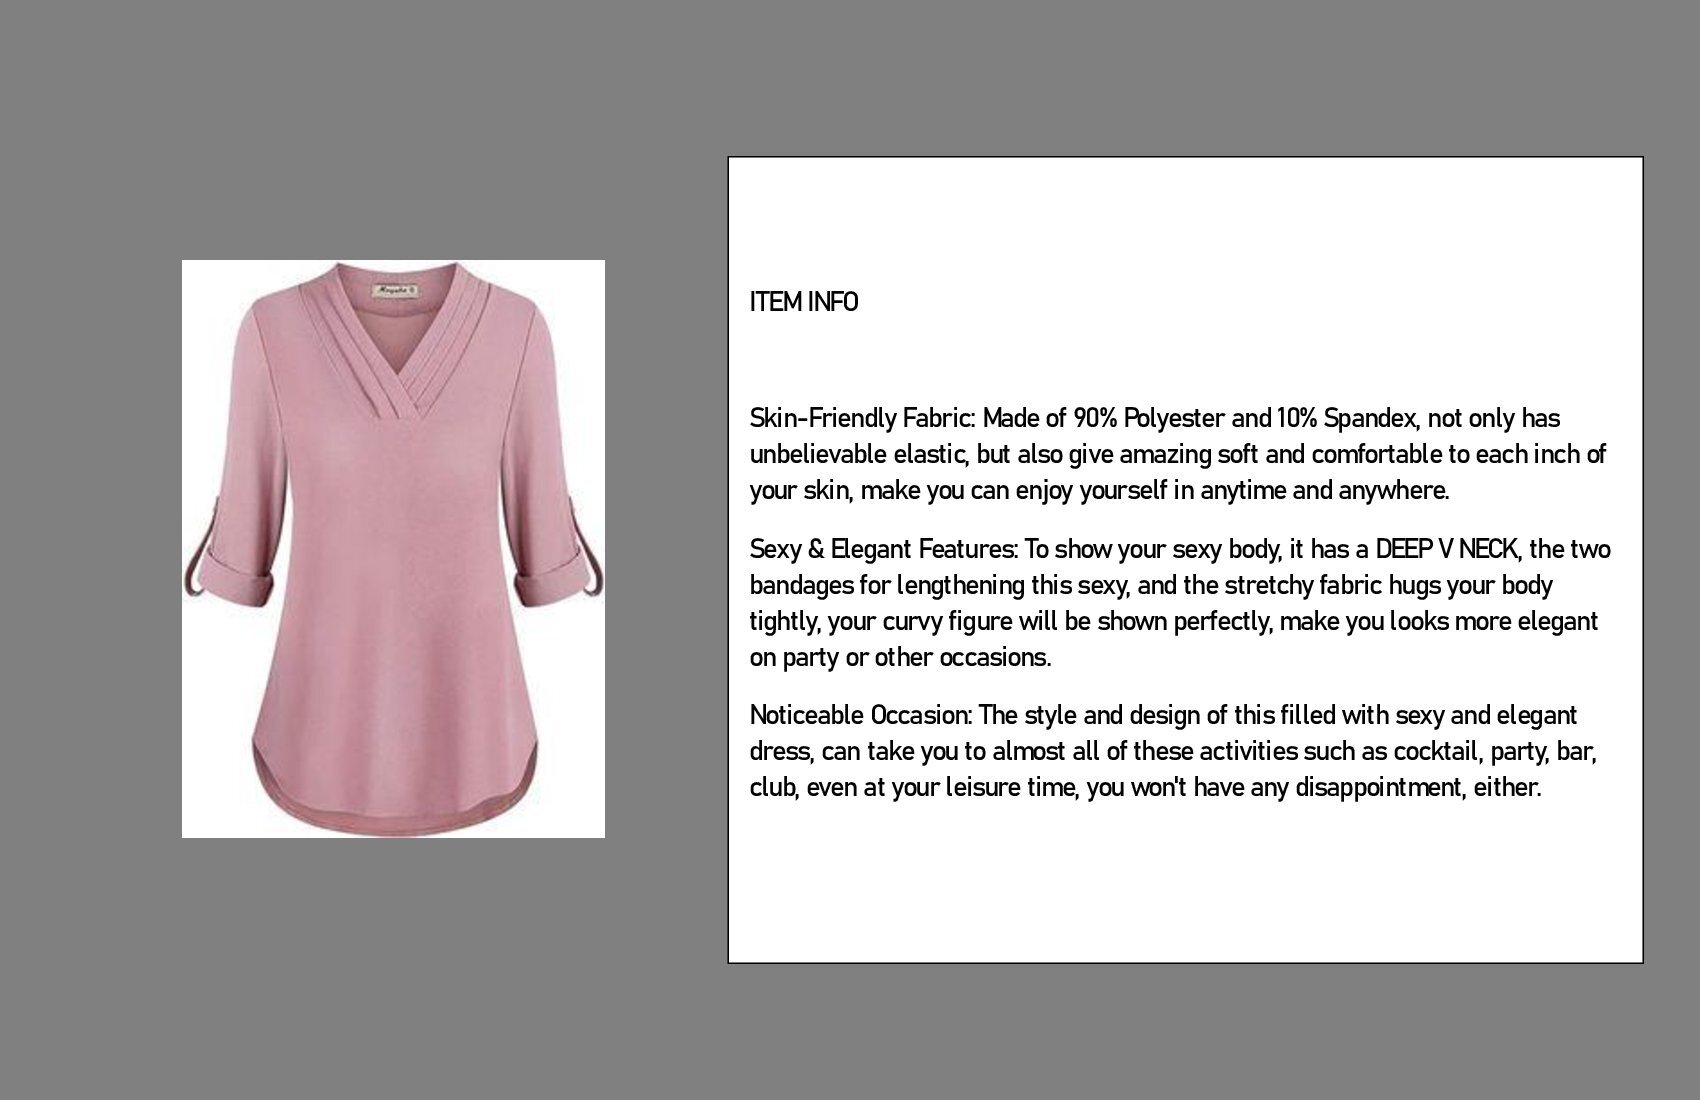 ITEM INFO
Skin-Friendly Fabric: Made of 90% Polyester and 10% Spandex, not only has
unbelievable elastic, but also give amazing soft and comfortable to each inch of
your skin, make you can enjoy yourself in anytime and anywhere.
Sexy & Elegant Features: To show your sexy body, it has a DEEP V NECK, the two
bandages for lengthening this sexy, and the stretchy fabric hugs your body
tightly, your curvy figure will be shown perfectly, make you looks more elegant
on party or other occasions.
Noticeable Occasion: The style and design of this filled with sexy and elegant
dress, can take you to almost all of these activities such as cocktail, party, bar,
club, even at your leisure time, you won't have any disappointment, either.